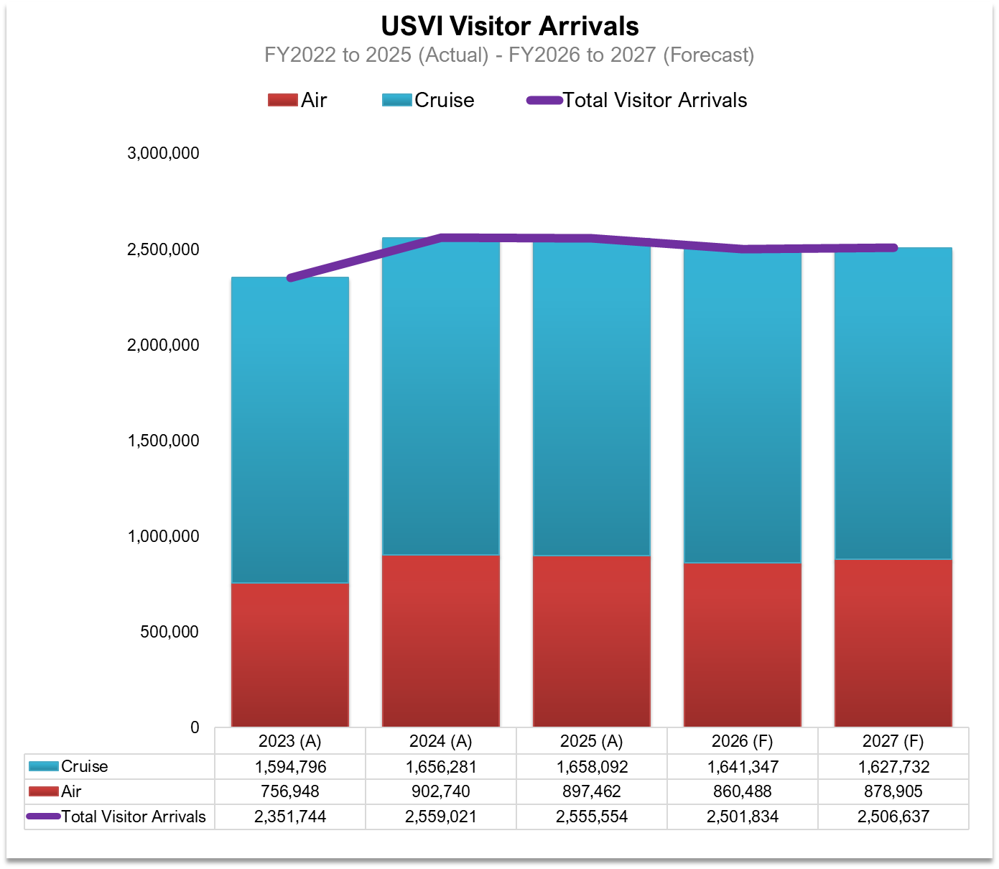 USVI Visitor Arrivals
FY2022 to 2025 (Actual) - FY2026 to 2027 (Forecast)
Air Cruise Total Visitor Arrivals
3,000,000
2,500,000
2,000,000
1,500,000
1,000,000
500,000
0
2023 (A) 2024 (A) 2025 (A) 2026 (F) 2027 (F)
Cruise 1,594,796 1,656,281 1,658,092 1,641,347 1,627,732
Air 756,948 902,740 897,462 860,488 878,905
Total Visitor Arrivals 2,351,744 2,559,021 2,555,554 2,501,834 2,506,637